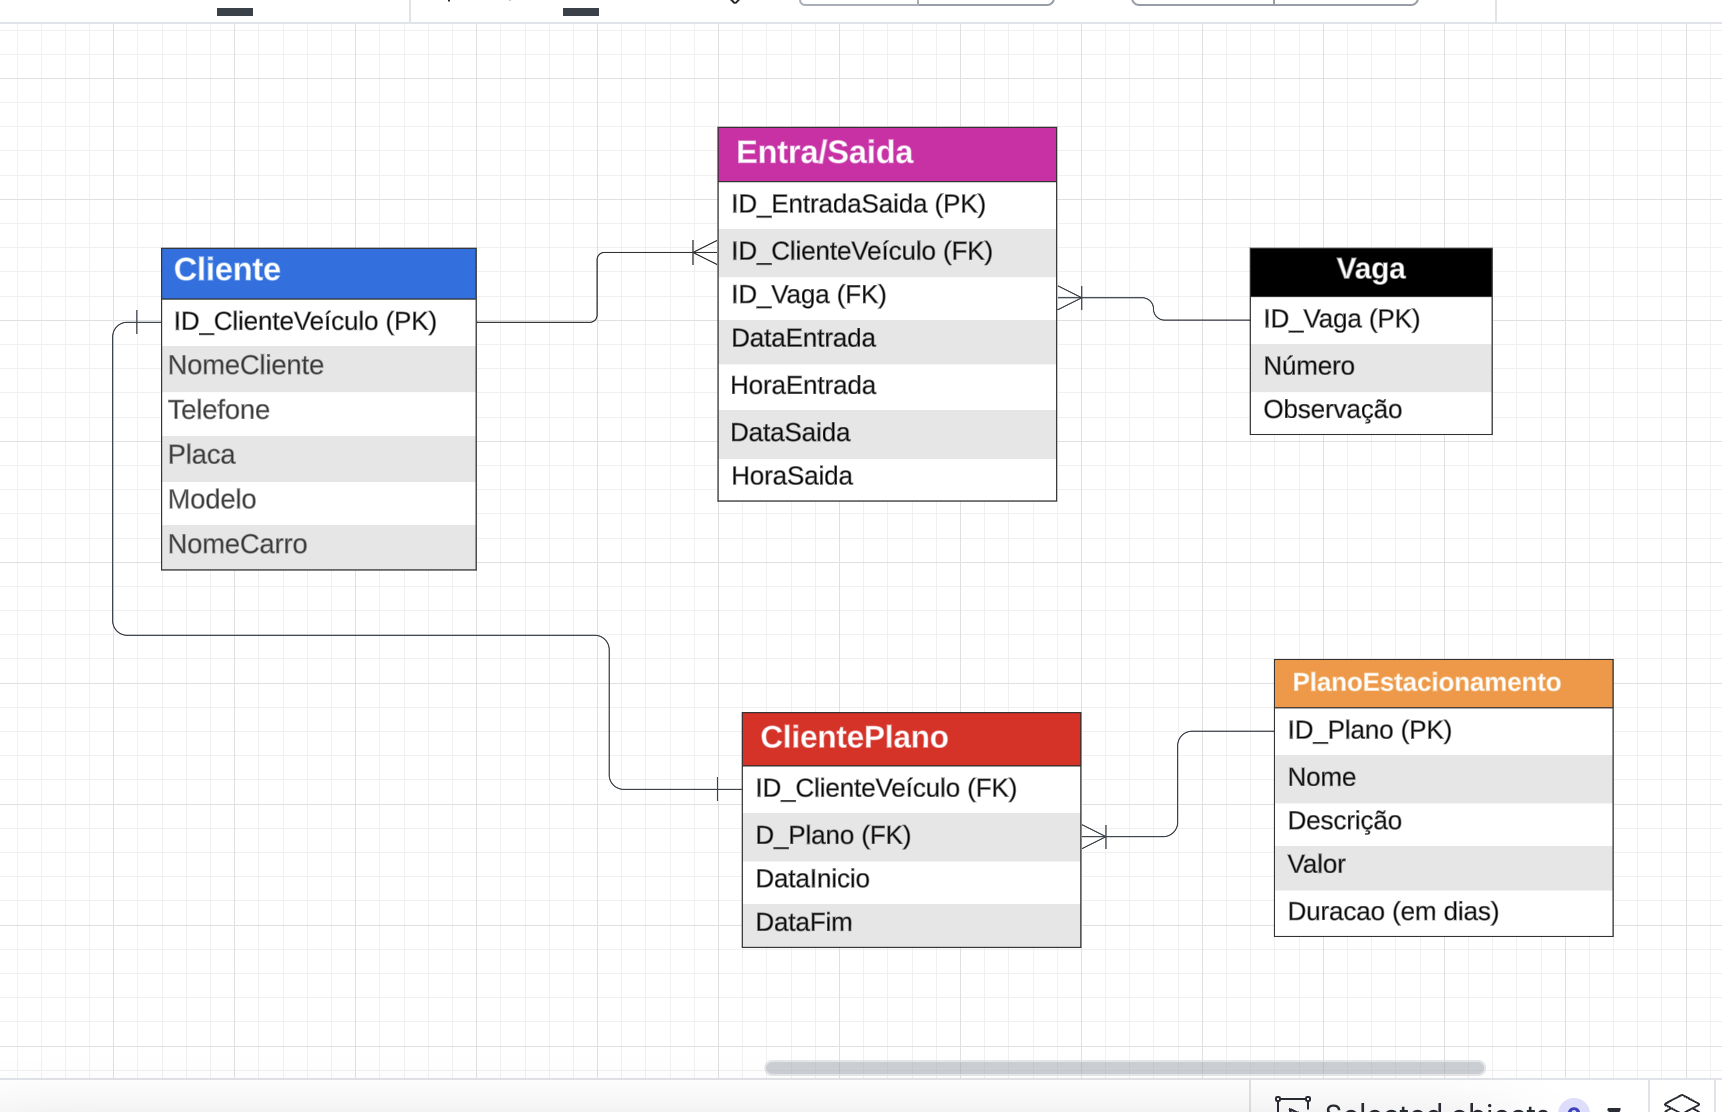 Entra/Saida
ID_EntradaSaida (PK)
ID_ClienteVeículo (FK)
ID_Vaga (FK)
DataEntrada
HoraEntrada
DataSaida
HoraSaida
Cliente
ID_ClienteVeículo (PK)
NomeCliente
Telefone
Placa
Modelo
NomeCarro
Vaga
ID_Vaga (PK)
Número
Observação
PlanoEstacionamento
ID_Plano (PK)
Nome
Descrição
Valor
Duracao (em dias)
ClientePlano
ID_ClienteVeículo (FK)
D_Plano (FK)
DataInicio
DataFim
Selected objects